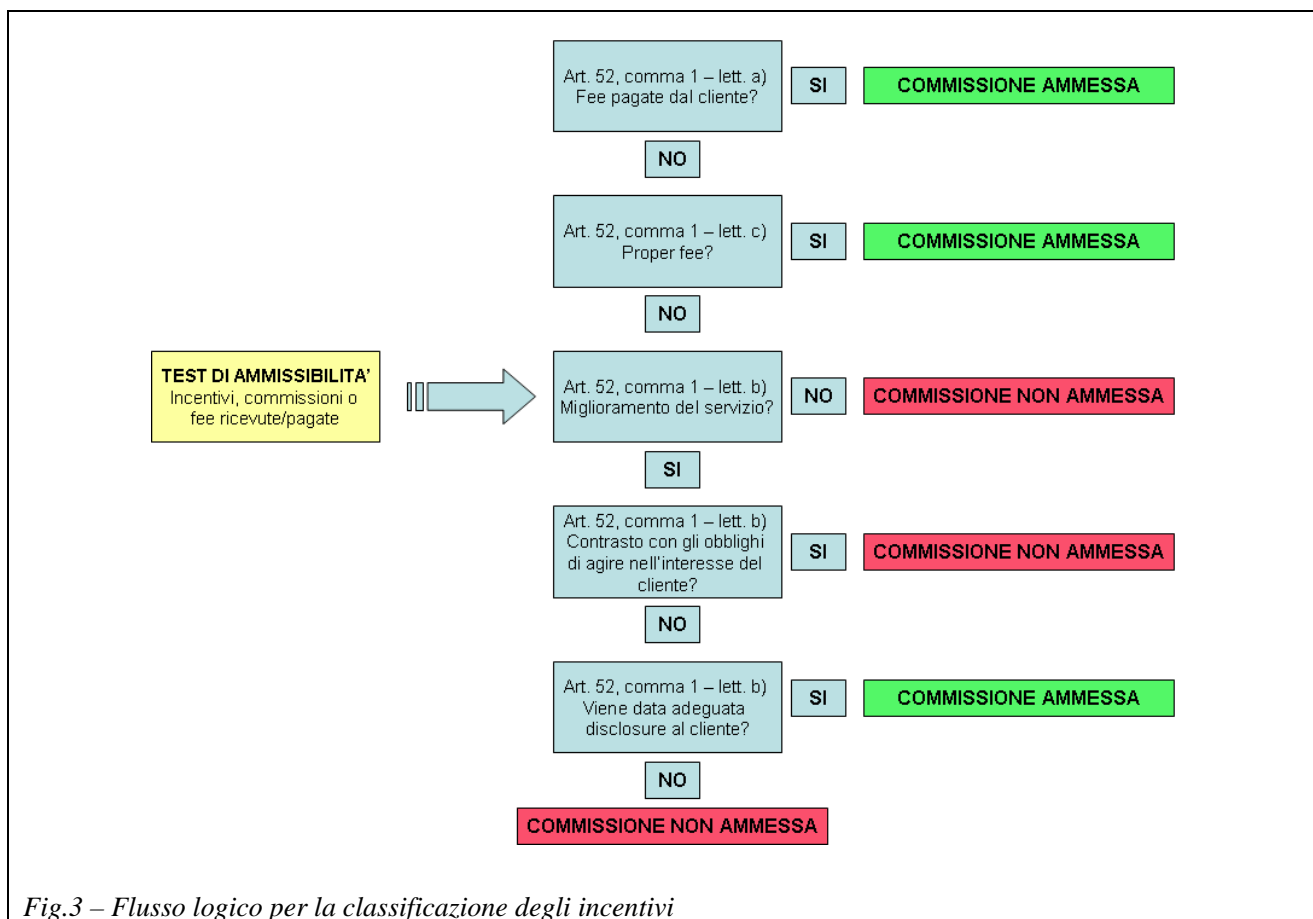 Art. 52, comma 1 – lett. a)
Fee pagate dal cliente?
SI
COMMISSIONE AMMESSA
NO
Art. 52, comma 1 – lett. c)
Proper fee?
SI
COMMISSIONE AMMESSA
NO
TEST DI AMMISSIBILITA'
Incentivi, commissioni o
fee ricevute/pagate
Art. 52, comma 1 – lett. b)
Miglioramento del servizio?
NO
COMMISSIONE NON AMMESSA
SI
Art. 52, comma 1 – lett. b)
Contrasto con gli obblighi
di agire nell'interesse del
cliente?
SI
COMMISSIONE NON AMMESSA
NO
Art. 52, comma 1 – lett. b)
Viene data adeguata
disclosure al cliente?
SI
COMMISSIONE AMMESSA
NO
COMMISSIONE NON AMMESSA
Fig.3 – Flusso logico per la classificazione degli incentivi